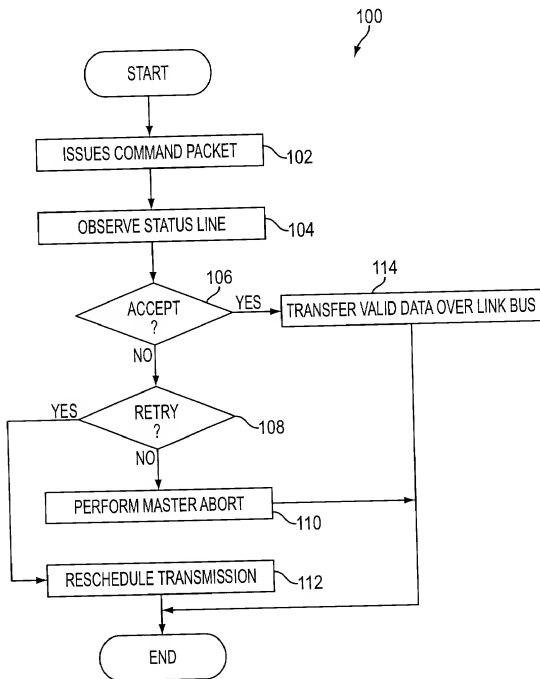 100
START
ISSUES COMMAND PACKET
102
OBSERVE STATUS LINE
104
106
ACCEPT
?
YES
NO
114
TRANSFER VALID DATA OVER LINK BUS
YES
RETRY
?
108
NO
PERFORM MASTER ABORT
110
RESCHEDULE TRANSMISSION
112
END